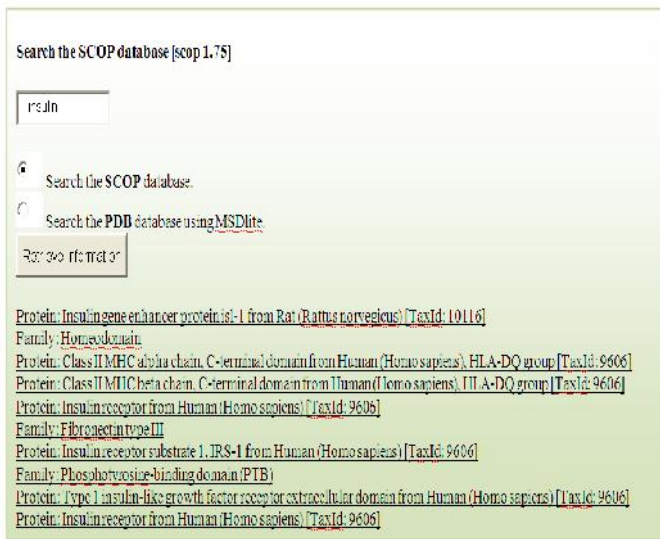 Search the SCOP database [scop 1.75]
insulin
Search the SCOP database.
Search the PDB database using MSDlite.
Retrieve information
Protein: Insulin gene enhancer protein isl-1 from Rat (Rattus norvegicus) [TaxId: 10116]
Family: Homeodomain
Protein: Class II MHC alpha chain, C-terminal domain from Human (Homo sapiens), HLA-DQ group [TaxId: 9606]
Protein: Class II MHC beta chain, C-terminal domain from Human (Homo sapiens), HLA-DQ group [TaxId: 9606]
Protein: Insulin receptor from Human (Homo sapiens) [TaxId: 9606]
Family: Fibronectin type III
Protein: Insulin receptor substrate 1, IRS-1 from Human (Homo sapiens) [TaxId: 9606]
Family: Phosphotyrosine-binding domain (PTB)
Protein: Type 1 insulin-like growth factor receptor extracellular domain from Human (Homo sapiens) [TaxId: 9606]
Protein: Insulin receptor from Human (Homo sapiens) [TaxId: 9606]